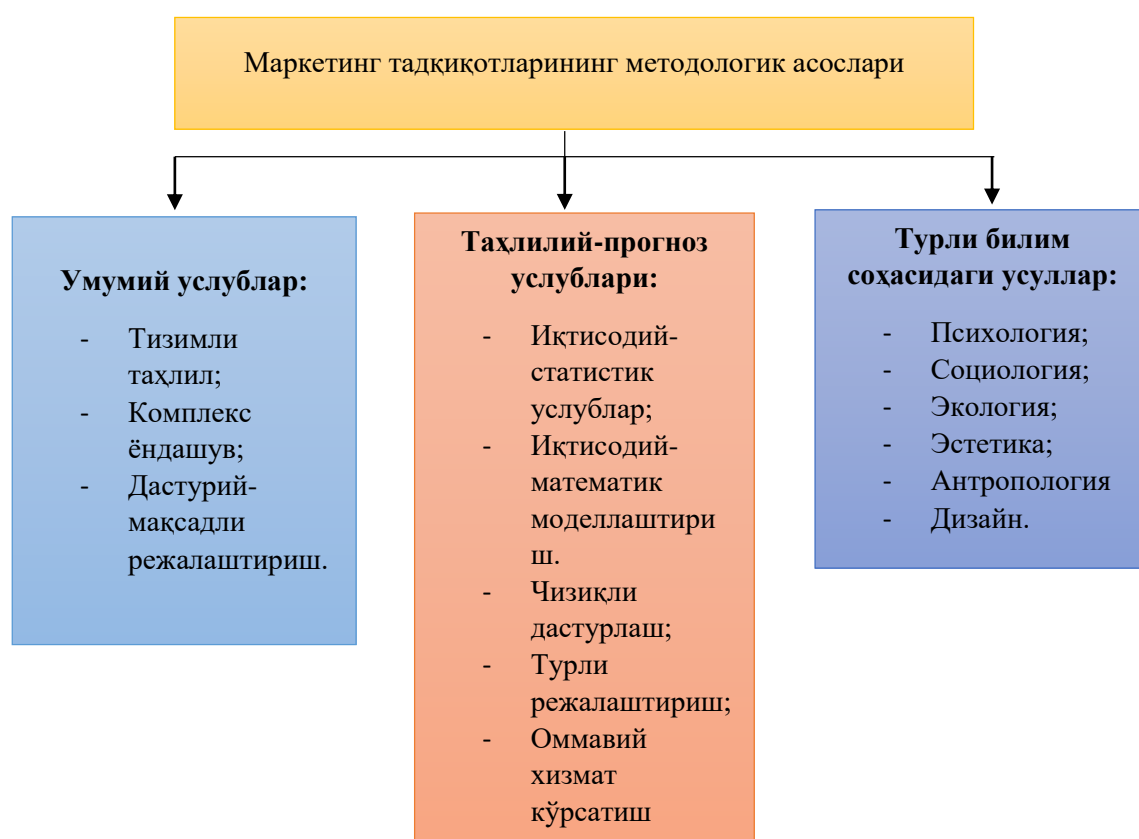 Маркетинг тадқиқотларининг методологик асослари
Умумий услублар:
- Тизимли
таҳлил;
- Комплекс
ёндашув;
- Дастурий-
мақсадли
режалаштириш.
Таҳлилий-прогноз
услублари:
- Иқтисодий-
статистик
услублар;
- Иқтисодий-
математик
моделлаштири
ш.
- Чизиқли
дастурлаш;
- Турли
режалаштириш;
- Оммавий
хизмат
кўрсатиш
Турли билим
соҳасидаги усуллар:
- Психология;
- Социология;
- Экология;
- Эстетика;
- Антропология
- Дизайн.